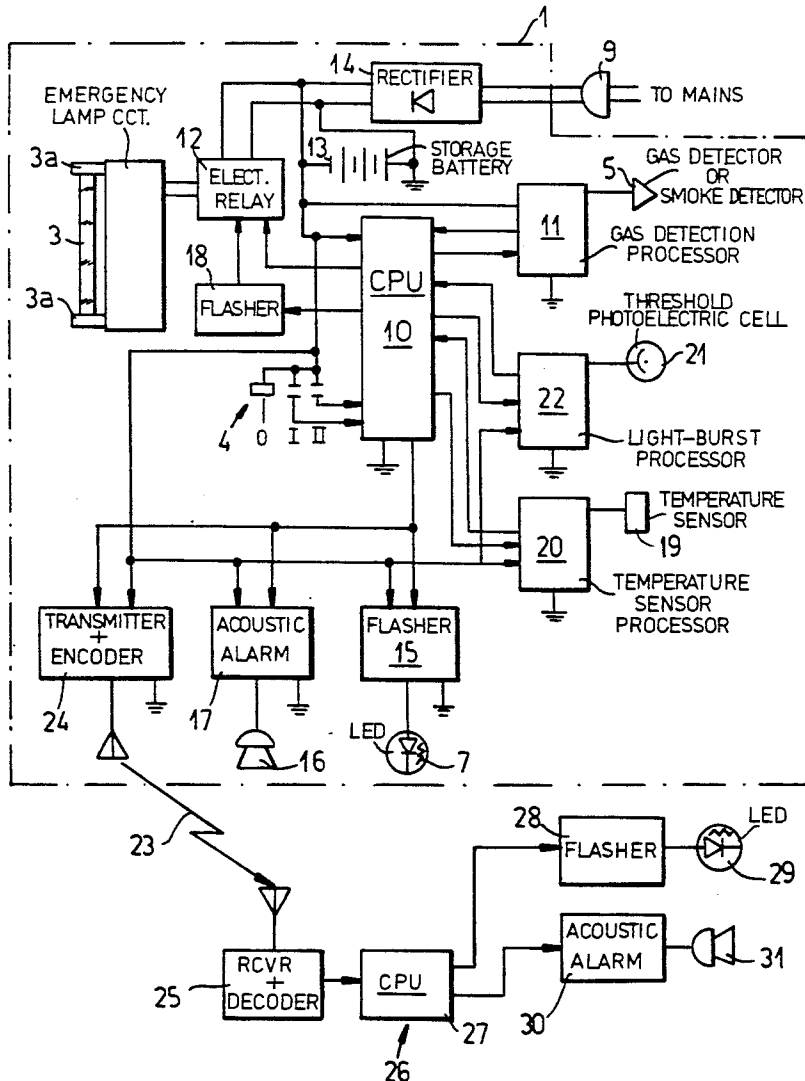 1
9
14
RECTIFIER
TO MAINS
EMERGENCY
LAMP CCT.
12
3a
ELECT.
RELAY
13
STORAGE
BATTERY
5
GAS DETECTOR
OR
SMOKE DETECTOR
3
11
GAS DETECTION
PROCESSOR
18
FLASHER
CPU
10
3a
THRESHOLD
PHOTOELECTRIC CELL
21
22
LIGHT-BURST
PROCESSOR
4
0
I
II
TEMPERATURE
SENSOR
19
20
TEMPERATURE
SENSOR
PROCESSOR
TRANSMITTER
+
ENCODER
24
ACOUSTIC
ALARM
17
FLASHER
15
16
LED
7
23
28
FLASHER
LED
29
RCVR
+
DECODER
25
CPU
27
26
ACOUSTIC
ALARM
30
31